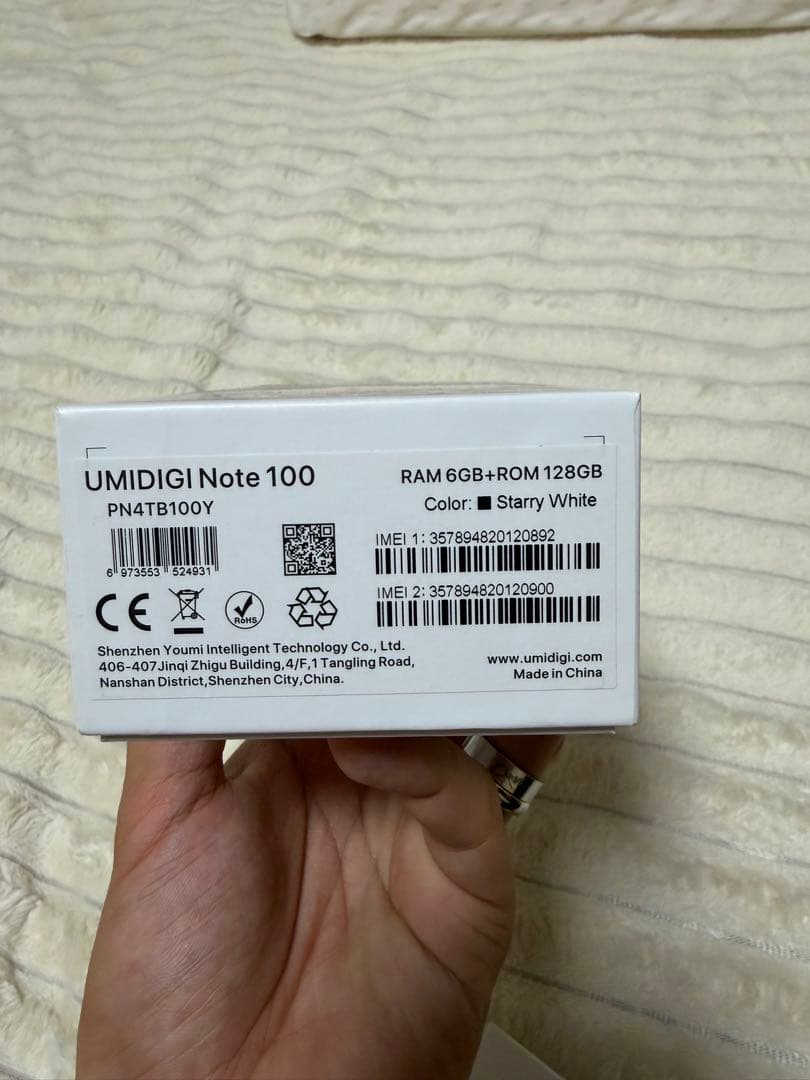 UMIDIGI Note 100
PN4TB100Y
6 973553 524931
RAM 6GB+ROM 128GB
Color: Starry White
IMEI 1: 357894820120892
IMEI 2: 357894820120900
CE
RoHS
Shenzhen Youmi Intelligent Technology Co., Ltd.
406-407Jinqi Zhigu Building,4/F,1 Tangling Road,
Nanshan District,Shenzhen City,China.
www.umidigi.com
Made in China